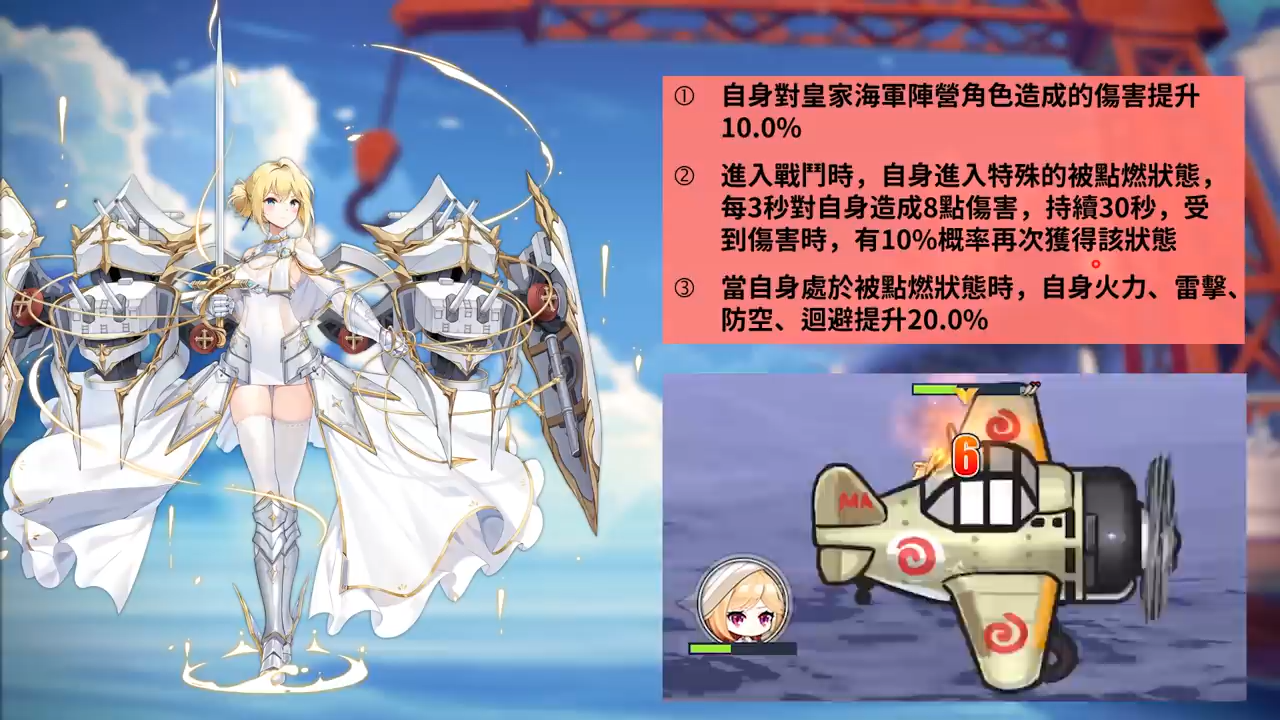 ① 自身對皇家海軍陣營角色造成的傷害提升
10.0%
② 進入戰鬥時，自身進入特殊的被點燃狀態，
每3秒對自身造成8點傷害，持續30秒，受
到傷害時，有10%概率再次獲得該狀態
③ 當自身處於被點燃狀態時，自身火力、雷擊、
防空、迴避提升20.0%
6
MA